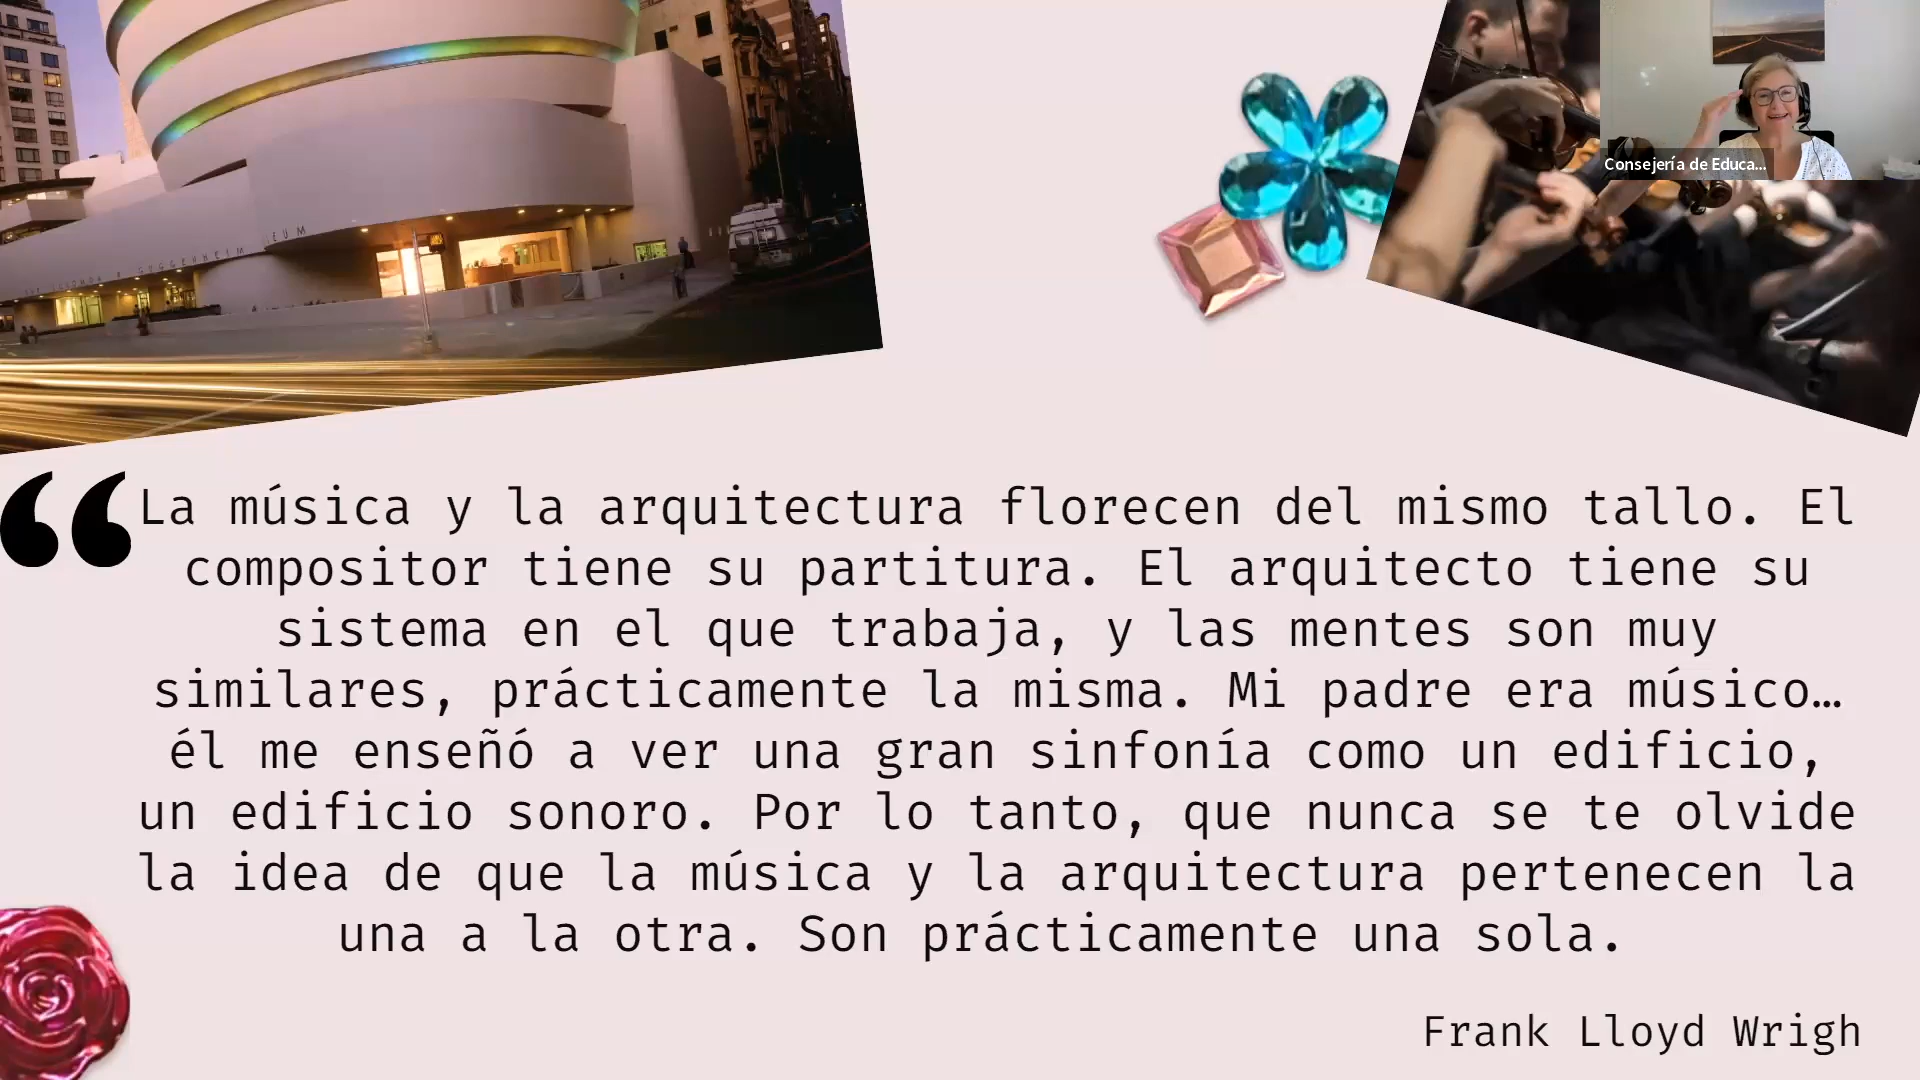 GUGGENHEIM
Consejería de Educa...
“La música y la arquitectura florecen del mismo tallo. El
compositor tiene su partitura. El arquitecto tiene su
sistema en el que trabaja, y las mentes son muy
similares, prácticamente la misma. Mi padre era músico…
él me enseñó a ver una gran sinfonía como un edificio,
un edificio sonoro. Por lo tanto, que nunca se te olvide
la idea de que la música y la arquitectura pertenecen la
una a la otra. Son prácticamente una sola.
Frank Lloyd Wrigh